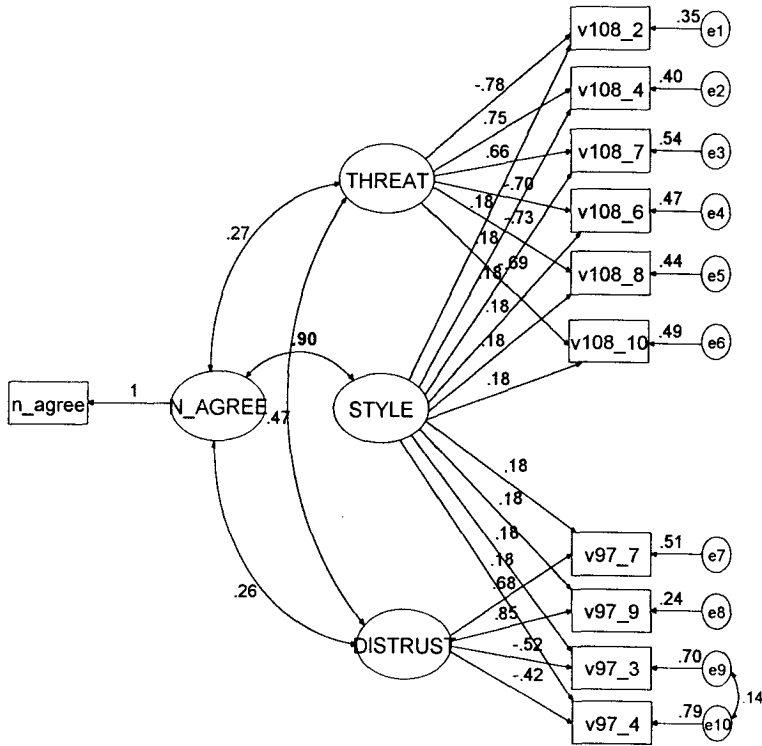 v108_2
.35
e1
-.78
v108_4
.40
e2
.75
v108_7
.54
e3
.66
THREAT
-.70
v108_6
.47
e4
.18
-.73
.27
.18
v108_8
.44
e5
-.69
.18
.18
v108_10
.49
e6
.90
.18
.18
n_agree
1
N_AGREE
.47
STYLE
.18
.18
.18
v97_7
.51
e7
.18
.68
.26
.85
v97_9
.24
e8
DISTRUST
-.52
v97_3
.70
e9
-.42
.14
v97_4
.79
e10